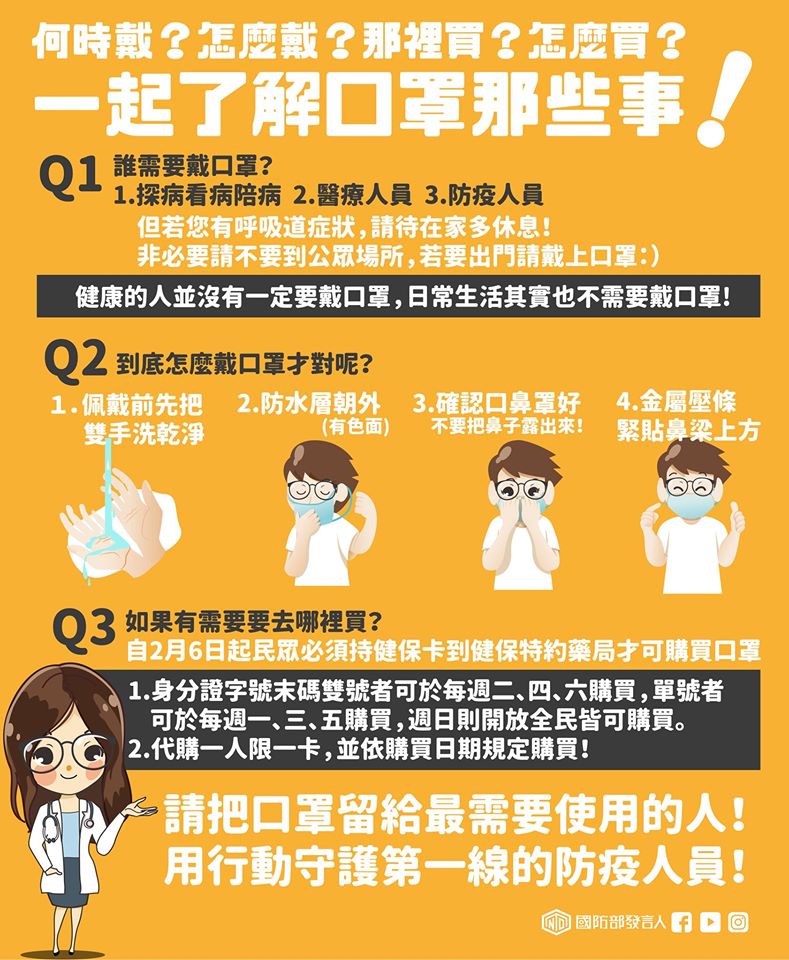 何時戴？怎麼戴？那裡買？怎麼買？
一起了解口罩那些事！
Q1 誰需要戴口罩？
1.探病看病陪病 2.醫療人員 3.防疫人員
但若您有呼吸道症狀，請待在家多休息！
非必要請不要到公眾場所，若要出門請戴上口罩:)
健康的人並沒有一定要戴口罩，日常生活其實也不需要戴口罩！
Q2 到底怎麼戴口罩才對呢？
1.佩戴前先把
雙手洗乾淨
2.防水層朝外
(有色面)
3.確認口鼻罩好
不要把鼻子露出來！
4.金屬壓條
緊貼鼻梁上方
Q3 如果有需要要去哪裡買？
自2月6日起民眾必須持健保卡到健保特約藥局才可購買口罩
1.身分證字號末碼雙號者可於每週二、四、六購買，單號者
可於每週一、三、五購買，週日則開放全民皆可購買。
2.代購一人限一卡，並依購買日期規定購買！
請把口罩留給最需要使用的人！
用行動守護第一線的防疫人員！
國防部發言人